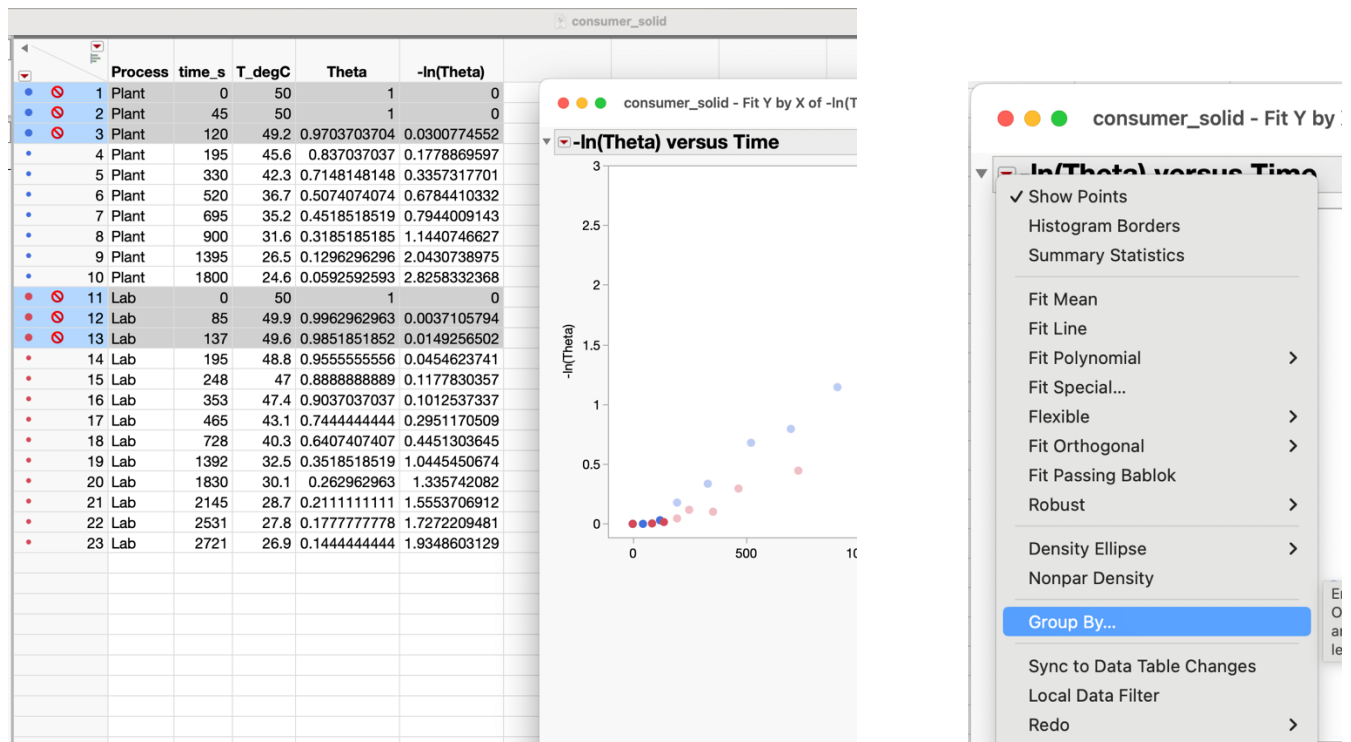 consumer_solid
Process time_s T_degC Theta -ln(Theta)
1 Plant 0 50 1 0
2 Plant 45 50 1 0
3 Plant 120 49.2 0.9703703704 0.0300774552
4 Plant 195 45.6 0.837037037 0.1778869597
5 Plant 330 42.3 0.7148148148 0.3357317701
6 Plant 520 36.7 0.5074074074 0.6784410332
7 Plant 695 35.2 0.4518518519 0.7944009143
8 Plant 900 31.6 0.3185185185 1.1440746627
9 Plant 1395 26.5 0.1296296296 2.0430738975
10 Plant 1800 24.6 0.0592592593 2.8258332368
11 Lab 0 50 1 0
12 Lab 85 49.9 0.9962962963 0.0037105794
13 Lab 137 49.6 0.9851851852 0.0149256502
14 Lab 195 48.8 0.9555555556 0.0454623741
15 Lab 248 47 0.8888888889 0.1177830357
16 Lab 353 47.4 0.9037037037 0.1012537337
17 Lab 465 43.1 0.7444444444 0.2951170509
18 Lab 728 40.3 0.6407407407 0.4451303645
19 Lab 1392 32.5 0.3518518519 1.0445450674
20 Lab 1830 30.1 0.262962963 1.335742082
21 Lab 2145 28.7 0.2111111111 1.5553706912
22 Lab 2531 27.8 0.1777777778 1.7272209481
23 Lab 2721 26.9 0.1444444444 1.9348603129
consumer_solid - Fit Y by X of -ln(T
-ln(Theta) versus Time
3
2.5
2
1.5
1
0.5
0
-ln(Theta)
0 500 10
consumer_solid - Fit Y by
-ln(Theta) versus Time
Show Points
Histogram Borders
Summary Statistics
Fit Mean
Fit Line
Fit Polynomial
Fit Special...
Flexible
Fit Orthogonal
Fit Passing Bablok
Robust
Density Ellipse
Nonpar Density
Group By...
Sync to Data Table Changes
Local Data Filter
Redo